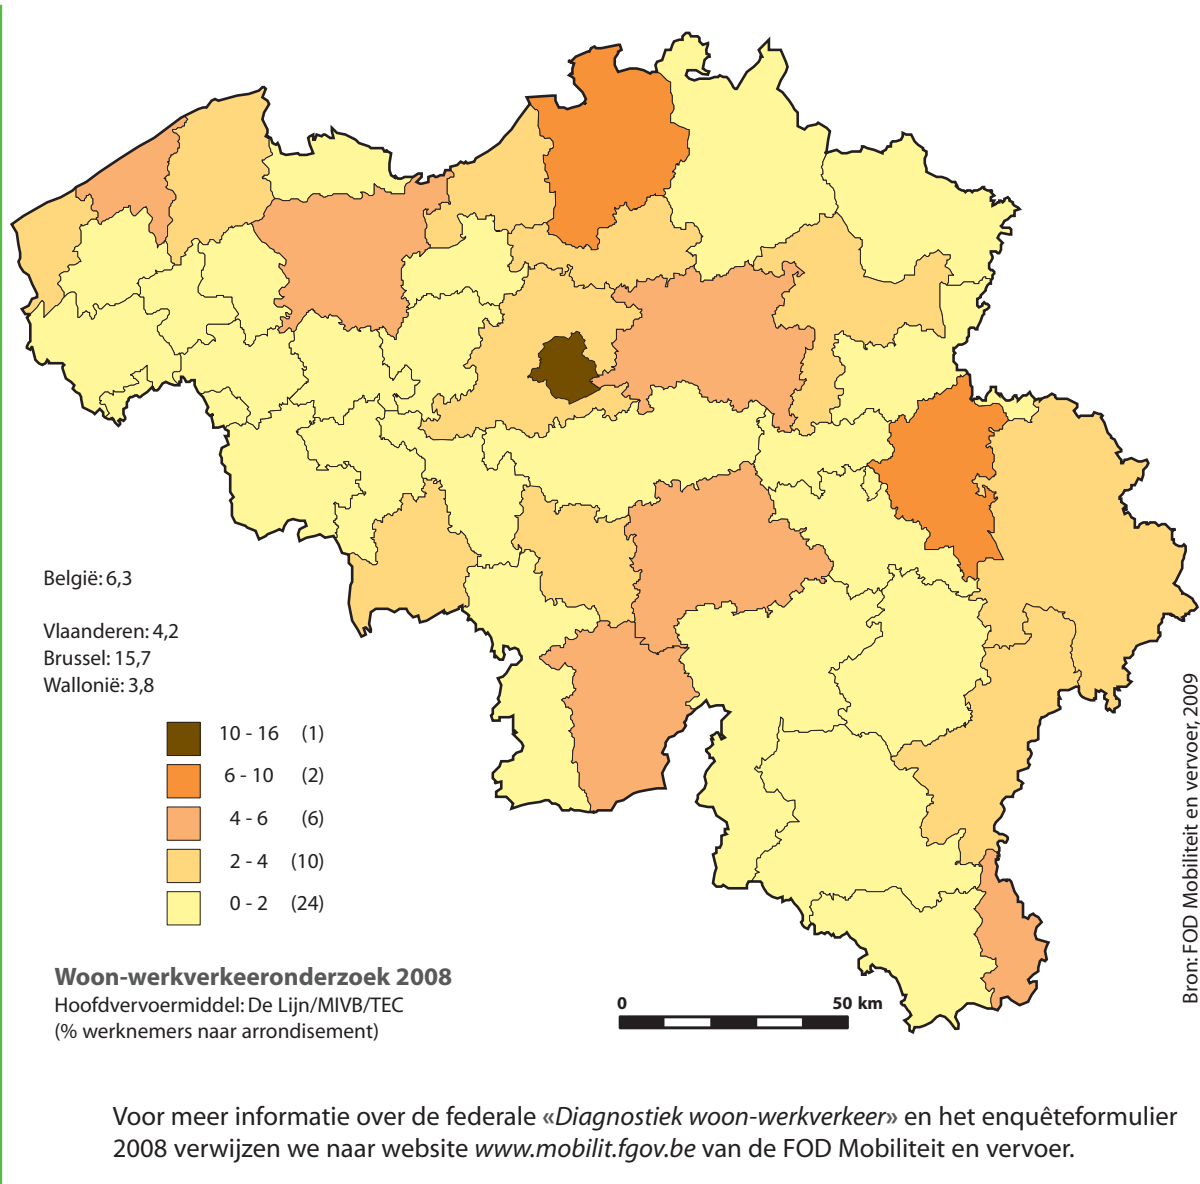 België: 6,3
Vlaanderen: 4,2
Brussel: 15,7
Wallonië: 3,8
10 - 16 (1)
6 - 10 (2)
4 - 6 (6)
2 - 4 (10)
0 - 2 (24)
Woon-werkverkeeronderzoek 2008
Hoofdvervoermiddel: De Lijn/MIVB/TEC
(% werknemers naar arrondisement)
0 50 km
Bron: FOD Mobiliteit en vervoer, 2009
Voor meer informatie over de federale «Diagnostiek woon-werkverkeer» en het enquêteformulier
2008 verwijzen we naar website www.mobilit.fgov.be van de FOD Mobiliteit en vervoer.